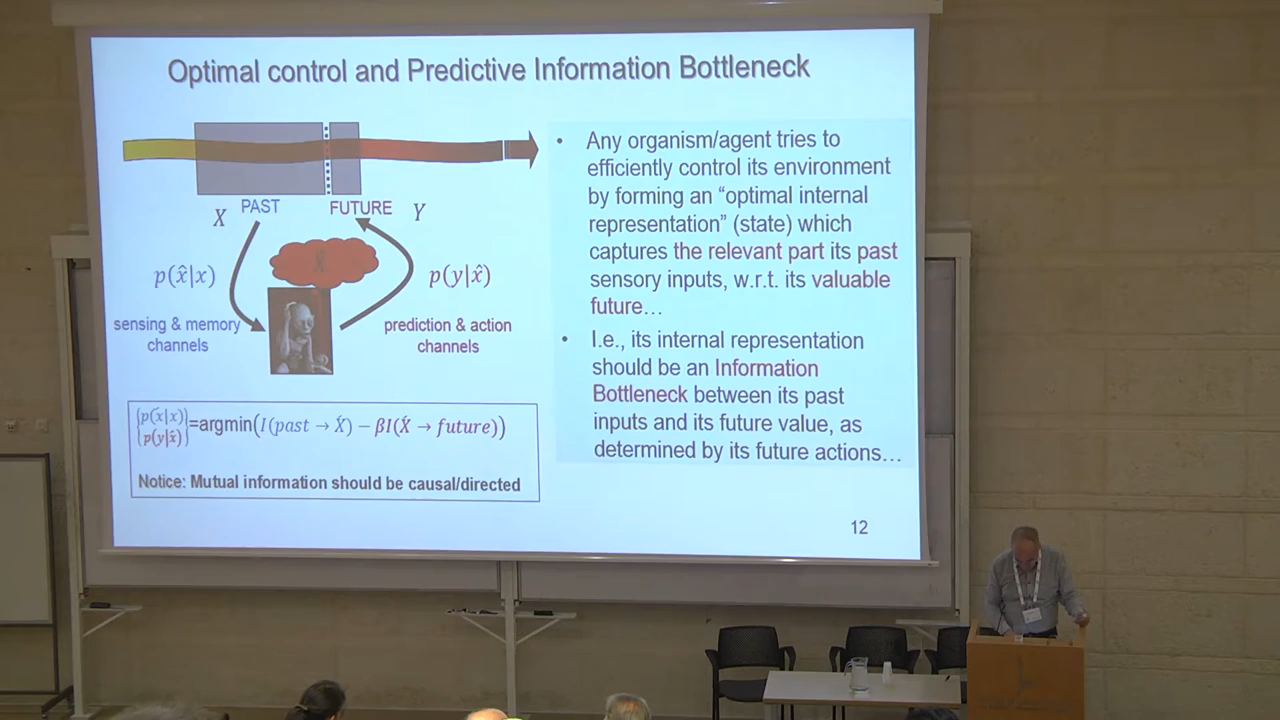 Optimal control and Predictive Information Bottleneck
X PAST FUTURE Y
p(x̂|x)
p(y|x̂)
sensing & memory
channels
prediction & action
channels
{p(x́|x)
p(y|x̂)}=argmin(I(past → X́) − βI(X́ → future))
Notice: Mutual information should be causal/directed
• Any organism/agent tries to
efficiently control its environment
by forming an “optimal internal
representation” (state) which
captures the relevant part its past
sensory inputs, w.r.t. its valuable
future…
• I.e., its internal representation
should be an Information
Bottleneck between its past
inputs and its future value, as
determined by its future actions…
12